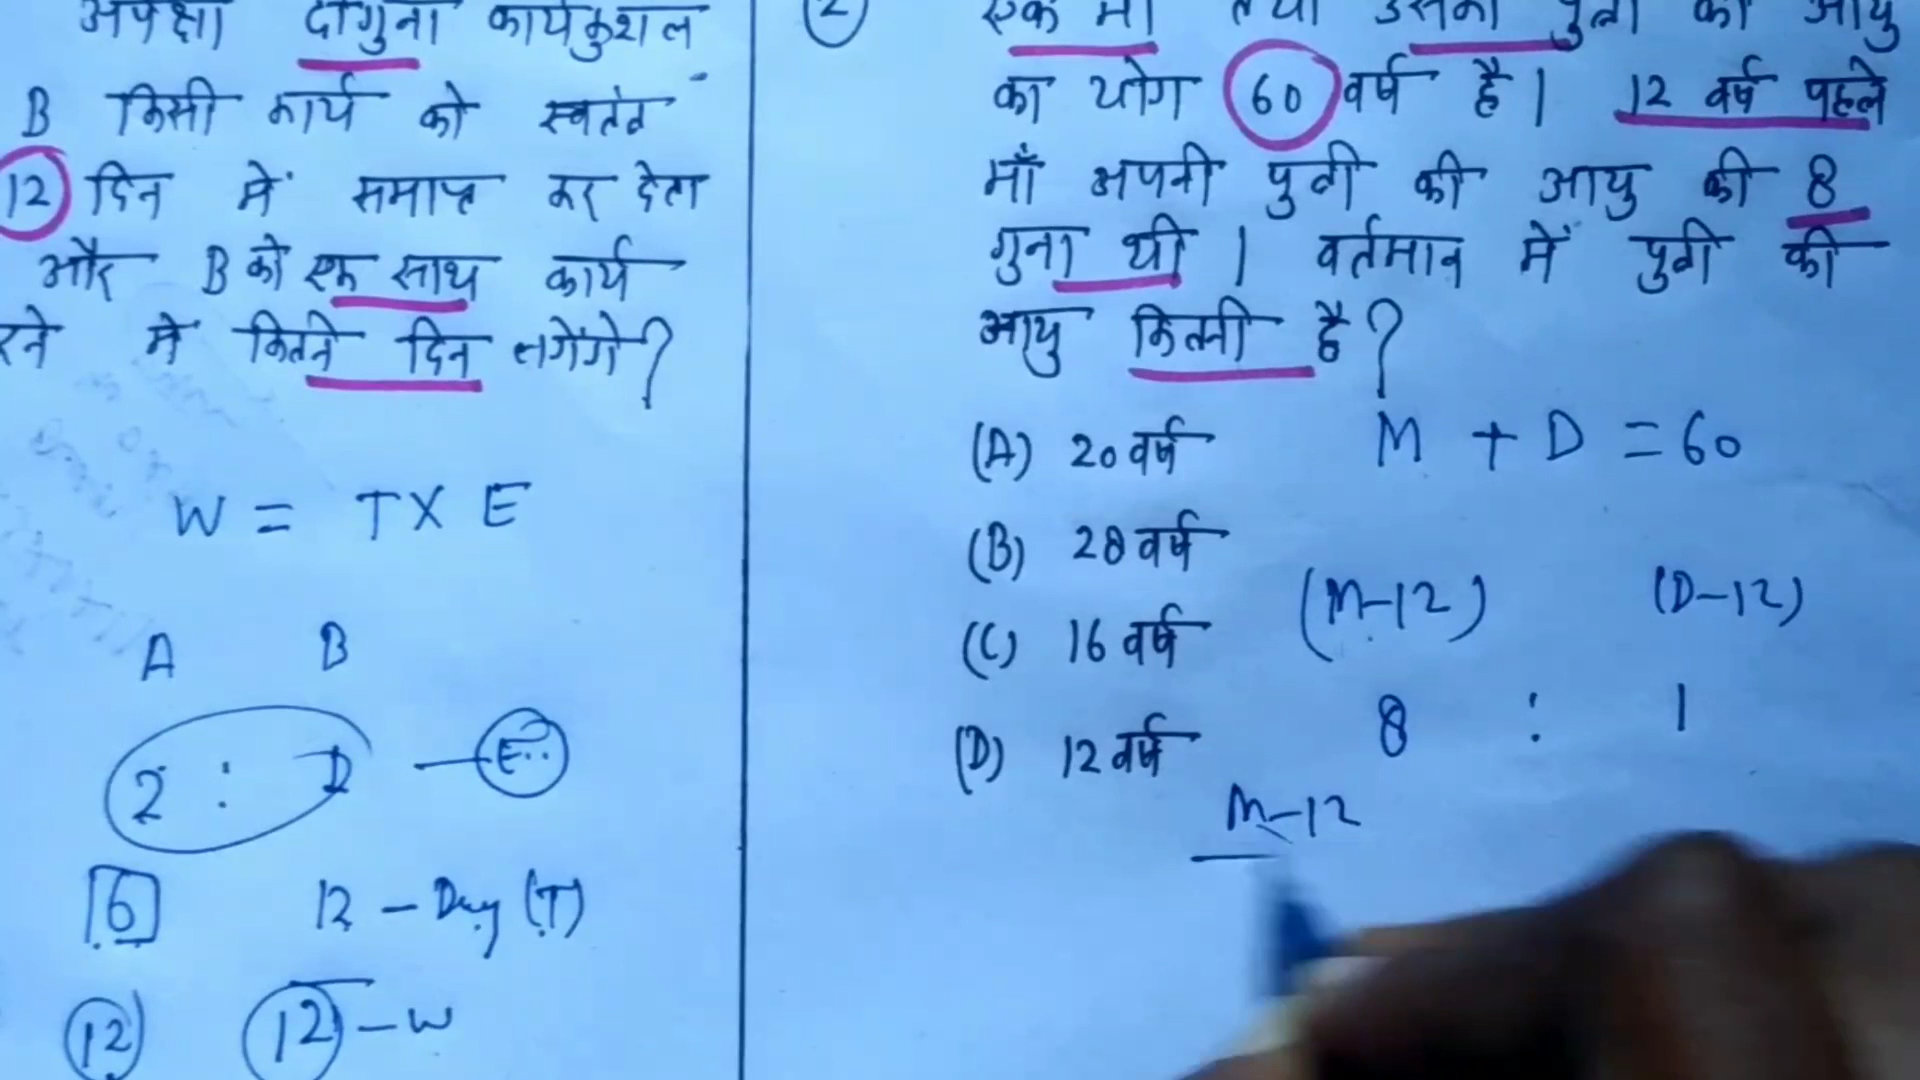 अपेक्षा दोगुना कार्यकुशल
B किसी कार्य को स्वतंत्र
12 दिन में समाप्त कर देता
और B को एक साथ कार्य
रने में कितने दिन लगेंगे?
W = T X E
A B
2 : 1 — E
6 12 – Day (T)
12 12 – W
2 एक माँ तथा उसकी पुत्री की आयु
का योग 60 वर्ष है। 12 वर्ष पहले
माँ अपनी पुत्री की आयु की 8
गुना थी। वर्तमान में पुत्री की
आयु कितनी है?
(A) 20 वर्ष
(B) 28 वर्ष
(C) 16 वर्ष
(D) 12 वर्ष
M + D = 60
(M-12) (D-12)
8 : 1
M-12